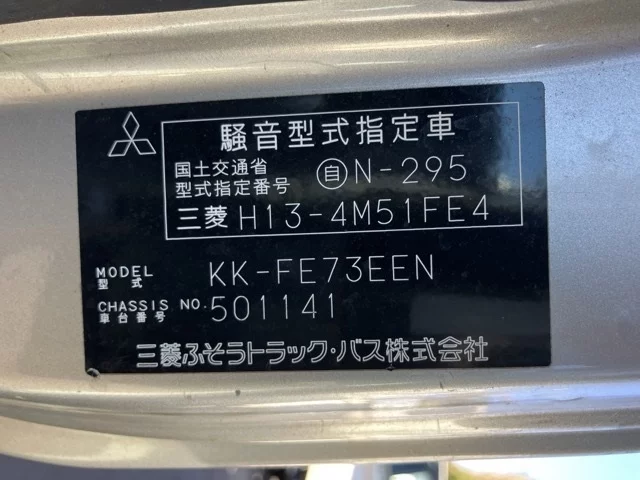 騒音型式指定車
国土交通省
型式指定番号 自N-295
三菱 H13-4M51FE4
MODEL
型式 KK-FE73EEN
CHASSIS NO.
車台番号 501141
三菱ふそうトラック・バス株式会社